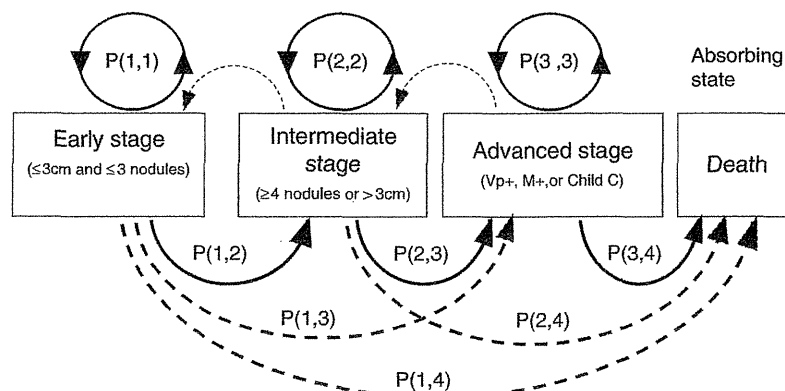 P(1,1)
P(2,2)
P(3,3)
Absorbing
state
Early stage
(≤3cm and ≤3 nodules)
Intermediate
stage
(≥4 nodules or >3cm)
Advanced stage
(Vp+, M+,or Child C)
Death
P(1,2)
P(2,3)
P(3,4)
P(1,3)
P(2,4)
P(1,4)